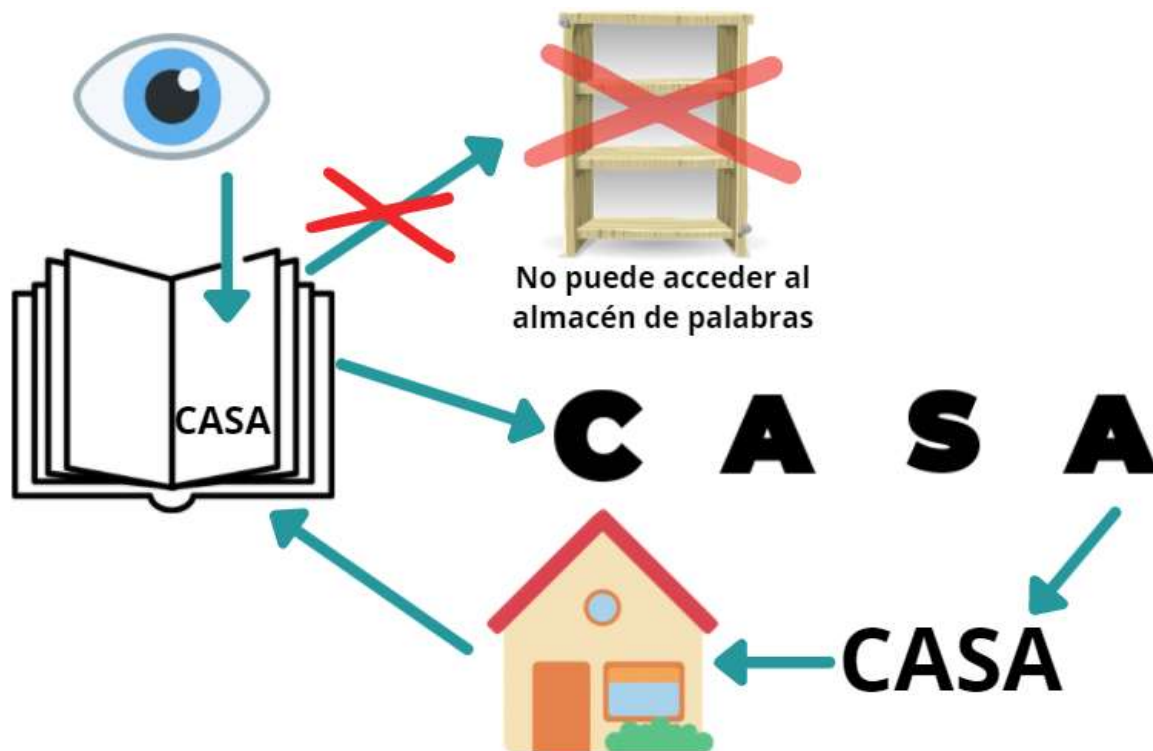 No puede acceder al
almacén de palabras
CASA
C A S A
CASA